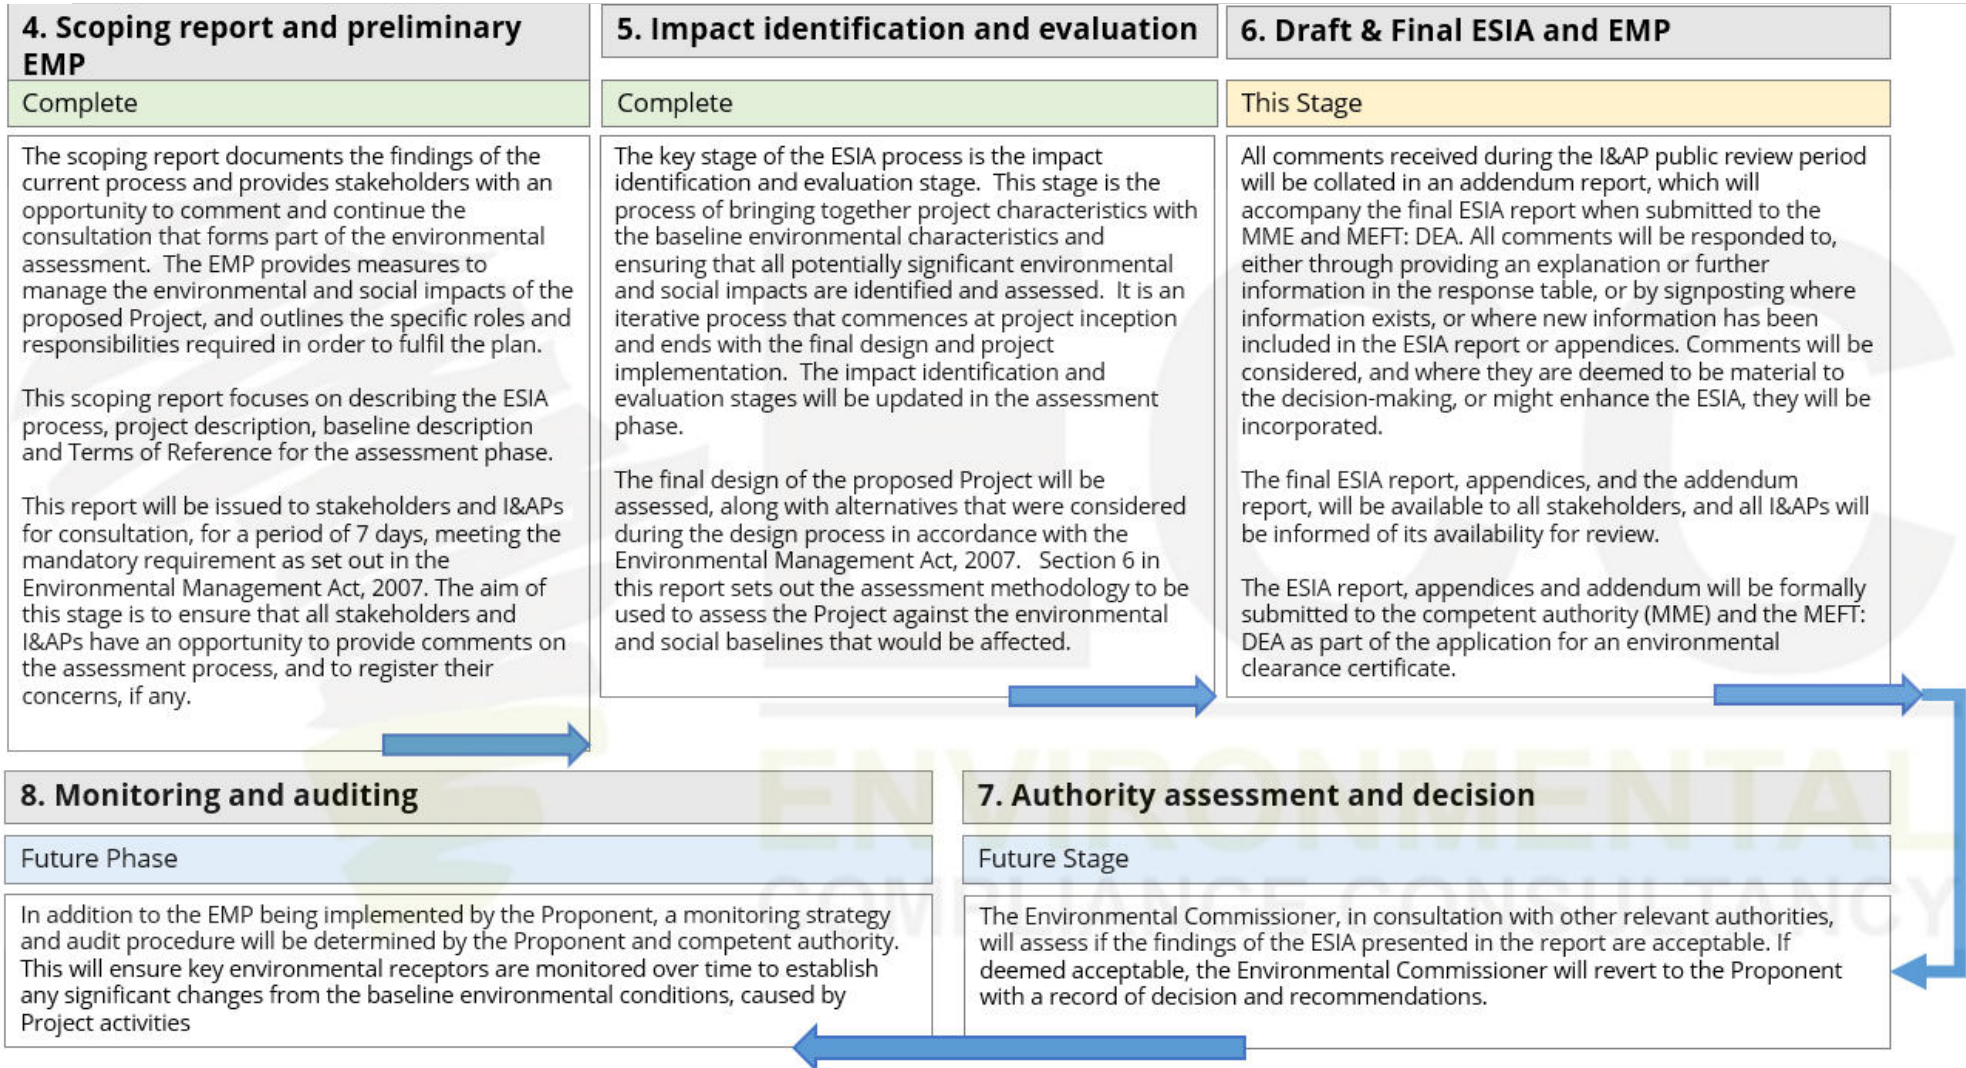 4. Scoping report and preliminary
EMP
Complete
The scoping report documents the findings of the
current process and provides stakeholders with an
opportunity to comment and continue the
consultation that forms part of the environmental
assessment.  The EMP provides measures to
manage the environmental and social impacts of the
proposed Project, and outlines the specific roles and
responsibilities required in order to fulfil the plan.
This scoping report focuses on describing the ESIA
process, project description, baseline description
and Terms of Reference for the assessment phase.
This report will be issued to stakeholders and I&APs
for consultation, for a period of 7 days, meeting the
mandatory requirement as set out in the
Environmental Management Act, 2007. The aim of
this stage is to ensure that all stakeholders and
I&APs have an opportunity to provide comments on
the assessment process, and to register their
concerns, if any.
5. Impact identification and evaluation
Complete
The key stage of the ESIA process is the impact
identification and evaluation stage.  This stage is the
process of bringing together project characteristics with
the baseline environmental characteristics and
ensuring that all potentially significant environmental
and social impacts are identified and assessed.  It is an
iterative process that commences at project inception
and ends with the final design and project
implementation.  The impact identification and
evaluation stages will be updated in the assessment
phase.
The final design of the proposed Project will be
assessed, along with alternatives that were considered
during the design process in accordance with the
Environmental Management Act, 2007.   Section 6 in
this report sets out the assessment methodology to be
used to assess the Project against the environmental
and social baselines that would be affected.
6. Draft & Final ESIA and EMP
This Stage
All comments received during the I&AP public review period
will be collated in an addendum report, which will
accompany the final ESIA report when submitted to the
MME and MEFT: DEA. All comments will be responded to,
either through providing an explanation or further
information in the response table, or by signposting where
information exists, or where new information has been
included in the ESIA report or appendices. Comments will be
considered, and where they are deemed to be material to
the decision-making, or might enhance the ESIA, they will be
incorporated.
The final ESIA report, appendices, and the addendum
report, will be available to all stakeholders, and all I&APs will
be informed of its availability for review.
The ESIA report, appendices and addendum will be formally
submitted to the competent authority (MME) and the MEFT:
DEA as part of the application for an environmental
clearance certificate.
7. Authority assessment and decision
Future Stage
The Environmental Commissioner, in consultation with other relevant authorities,
will assess if the findings of the ESIA presented in the report are acceptable. If
deemed acceptable, the Environmental Commissioner will revert to the Proponent
with a record of decision and recommendations.
8. Monitoring and auditing
Future Phase
In addition to the EMP being implemented by the Proponent, a monitoring strategy
and audit procedure will be determined by the Proponent and competent authority.
This will ensure key environmental receptors are monitored over time to establish
any significant changes from the baseline environmental conditions, caused by
Project activities
ECC
ENVIRONMENTAL
COMPLIANCE CONSULTANCY